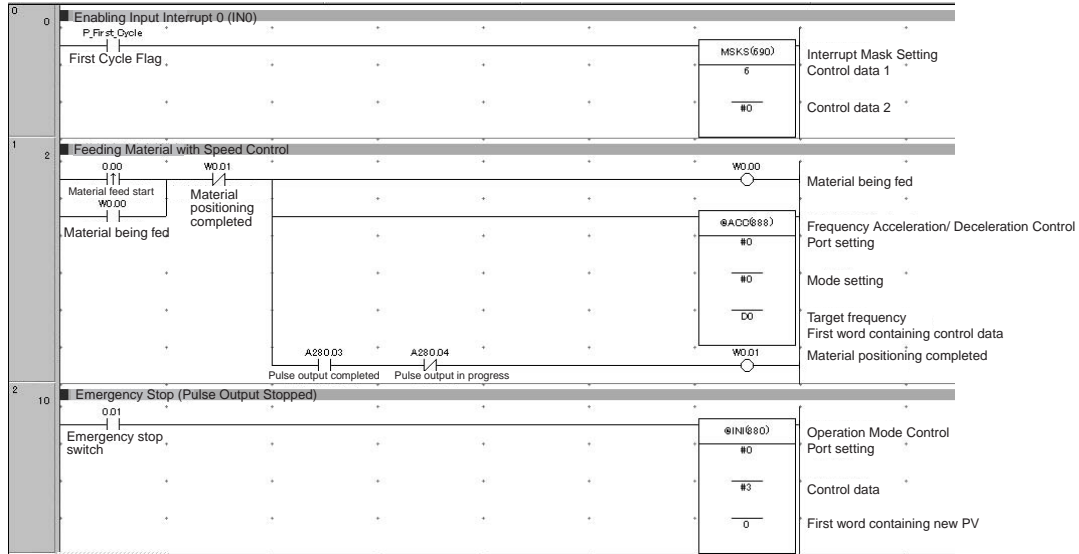 0
0
Enabling Input Interrupt 0 (IN0)
P_First_Cycle
First Cycle Flag
MSKS(690)
Interrupt Mask Setting
6
Control data 1
#0
Control data 2
1
2
Feeding Material with Speed Control
0.00
W0.01
W0.00
Material feed start
Material positioning completed
Material being fed
W0.00
Material being fed
@ACC(888)
Frequency Acceleration/ Deceleration Control
#0
Port setting
#0
Mode setting
D0
Target frequency
First word containing control data
A280.03
A280.04
W0.01
Material positioning completed
Pulse output completed
Pulse output in progress
2
10
Emergency Stop (Pulse Output Stopped)
0.01
Emergency stop
switch
@INI(880)
Operation Mode Control
#0
Port setting
#3
Control data
0
First word containing new PV